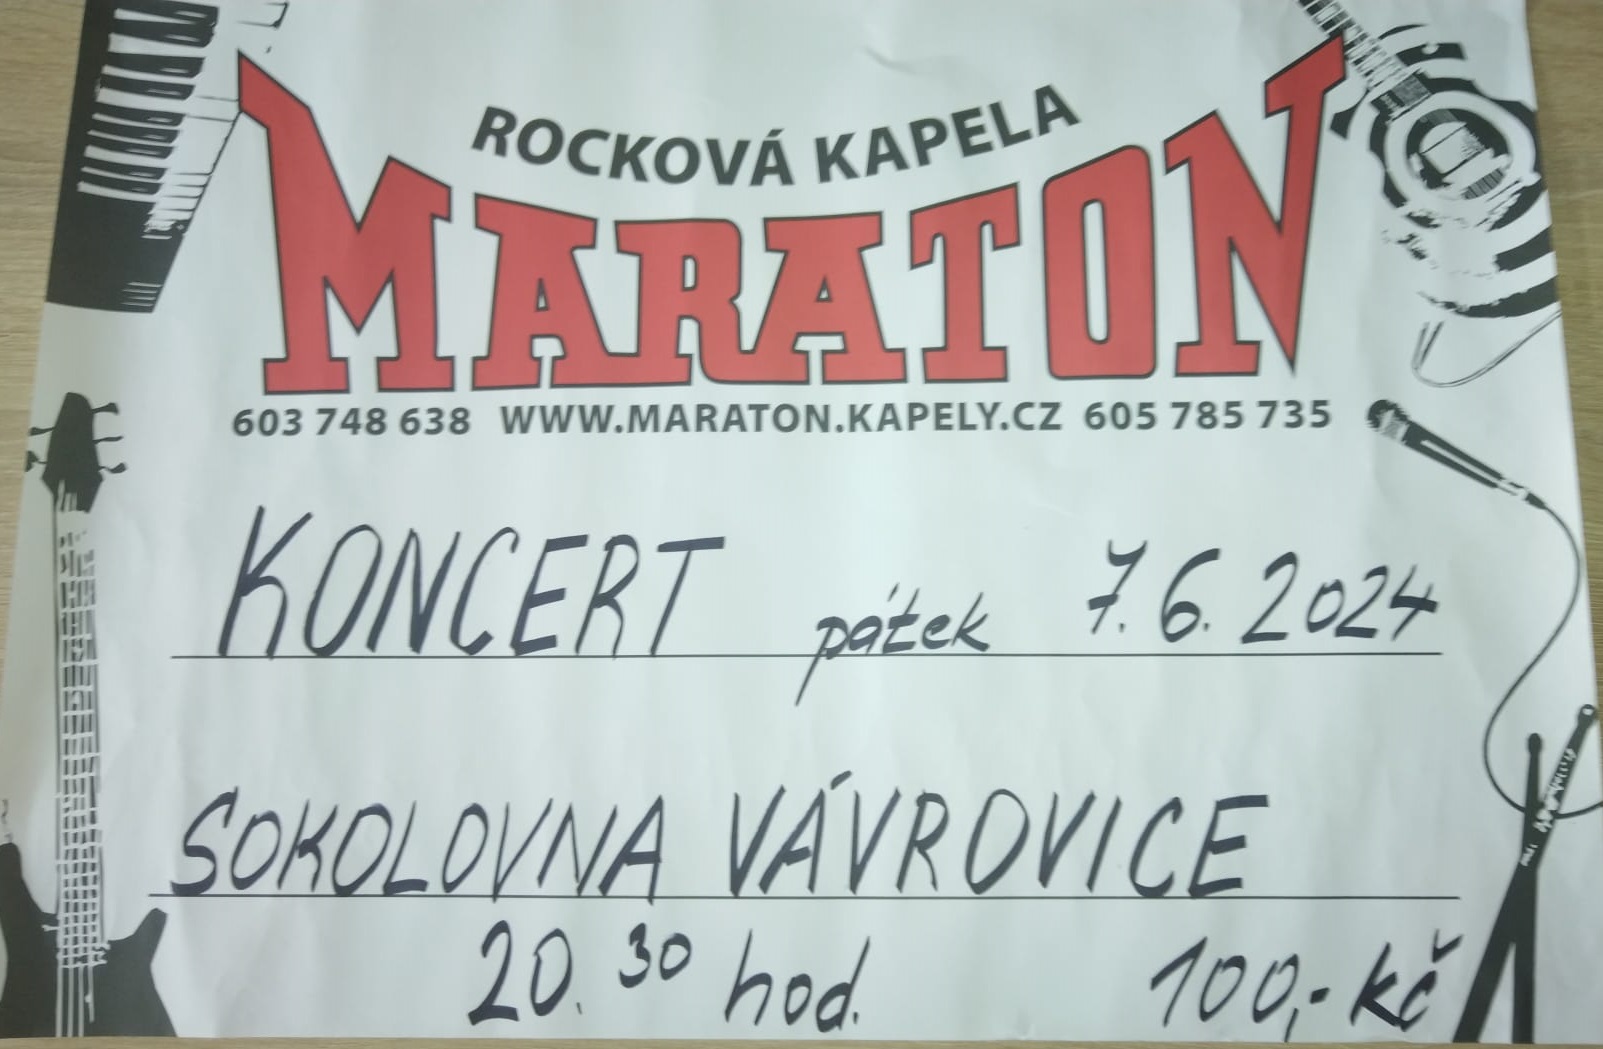 ROCKOVÁ KAPELA
MARATON
603 748 638 WWW.MARATON.KAPELY.CZ 605 785 735
KONCERT pátek 7.6.2024
SOKOLOVNA VÁVROVICE
20.30 hod. 100,- kč